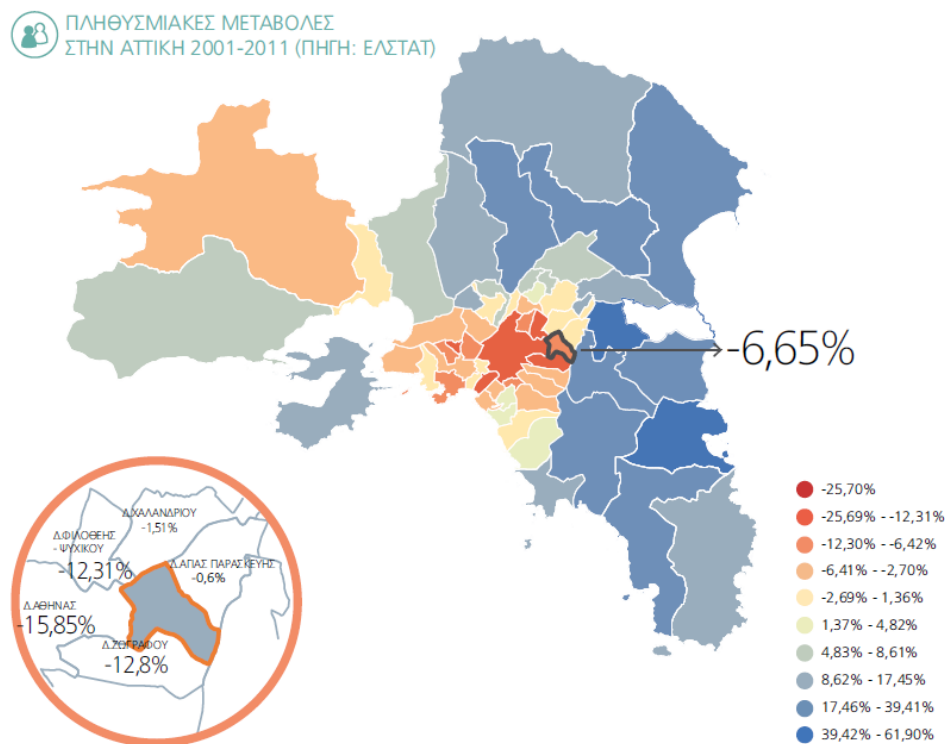 ΠΛΗΘΥΣΜΙΑΚΕΣ ΜΕΤΑΒΟΛΕΣ
ΣΤΗΝ ΑΤΤΙΚΗ 2001-2011 (ΠΗΓΗ: ΕΛΣΤΑΤ)
-6,65%
Δ.ΧΑΛΑΝΔΡΙΟΥ
-1,51%
Δ.ΦΙΛΟΘΕΗΣ
- ΨΥΧΙΚΟΥ
-12,31%
Δ.ΑΓΙΑΣ ΠΑΡΑΣΚΕΥΗΣ
-0,6%
Δ.ΑΘΗΝΑΣ
-15,85%
Δ.ΖΩΓΡΑΦΟΥ
-12,8%
-25,70%
-25,69% - -12,31%
-12,30% - -6,42%
-6,41% - -2,70%
-2,69% - 1,36%
1,37% - 4,82%
4,83% - 8,61%
8,62% - 17,45%
17,46% - 39,41%
39,42% - 61,90%